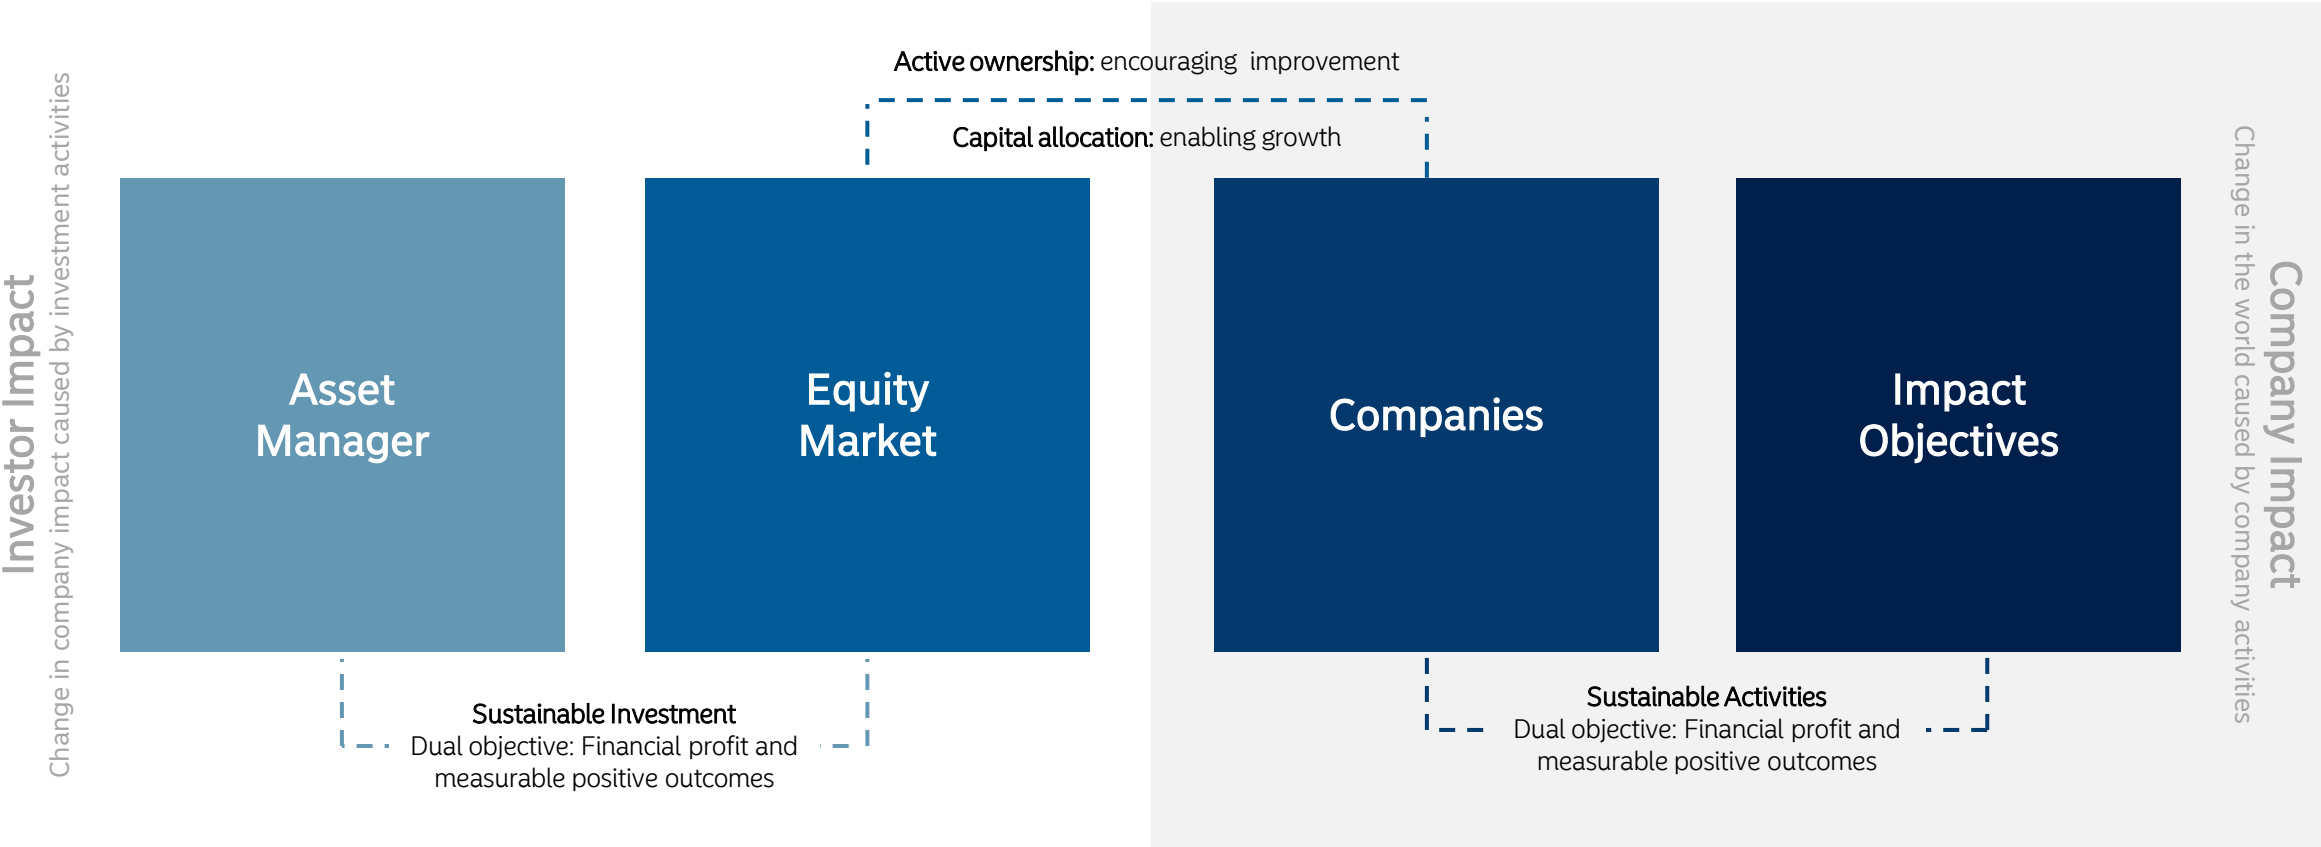 Investor Impact
Change in company impact caused by investment activities
Active ownership: encouraging improvement
Capital allocation: enabling growth
Asset
Manager
Equity
Market
Companies
Impact
Objectives
Sustainable Investment
Dual objective: Financial profit and
measurable positive outcomes
Sustainable Activities
Dual objective: Financial profit and
measurable positive outcomes
Company Impact
Change in the world caused by company activities